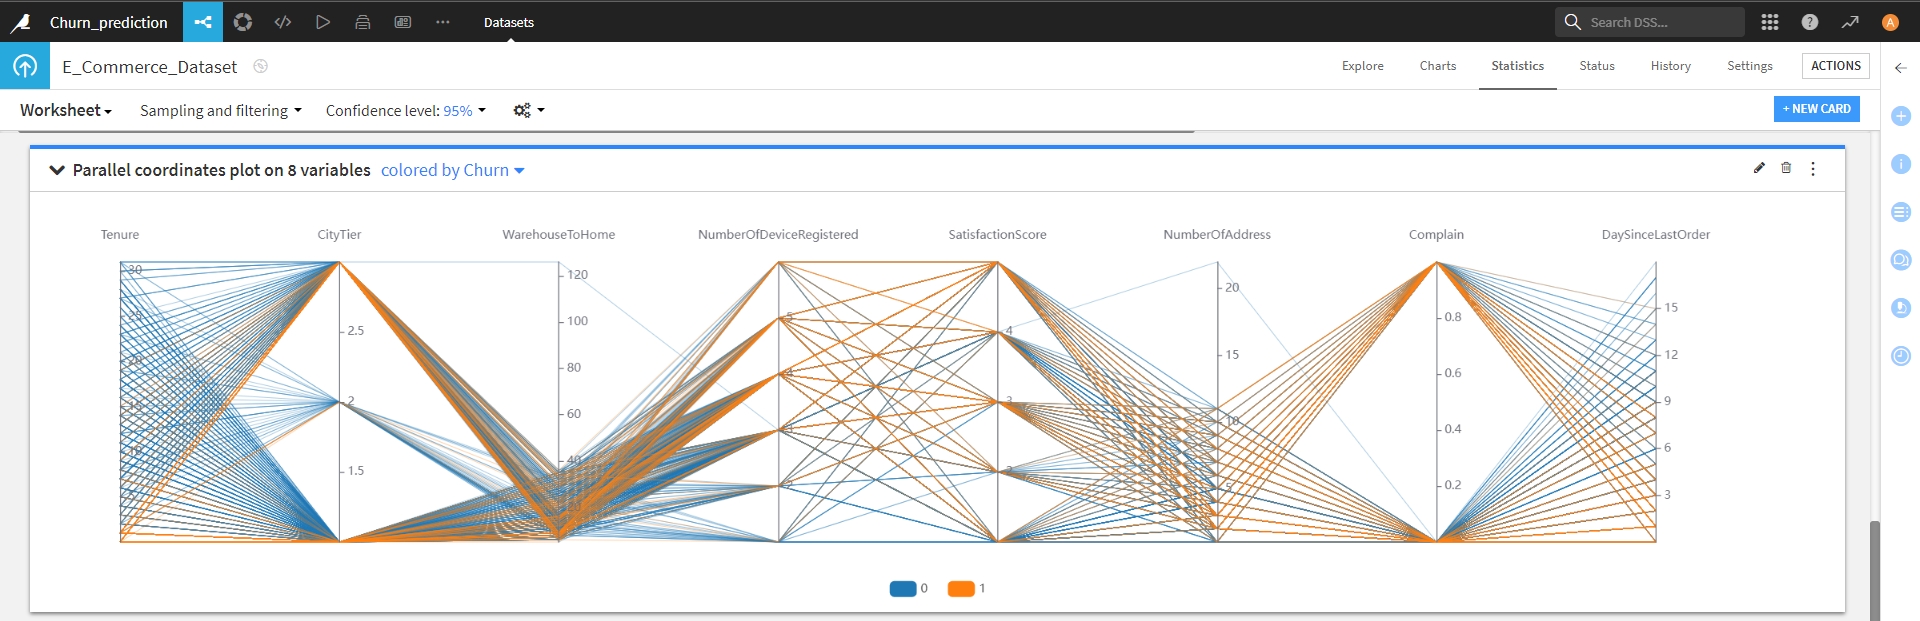 Churn_prediction
Datasets
Search DSS...
A
E_Commerce_Dataset
Explore
Charts
Statistics
Status
History
Settings
ACTIONS
Worksheet
Sampling and filtering
Confidence level: 95%
+ NEW CARD
Parallel coordinates plot on 8 variables colored by Churn
Tenure
CityTier
WarehouseToHome
NumberOfDeviceRegistered
SatisfactionScore
NumberOfAddress
Complain
DaySinceLastOrder
30
25
20
15
10
2.5
2
1.5
120
100
80
60
40
20
5
4
2
4
3
2
20
15
10
5
0.8
0.6
0.4
0.2
15
12
9
6
3
0
1